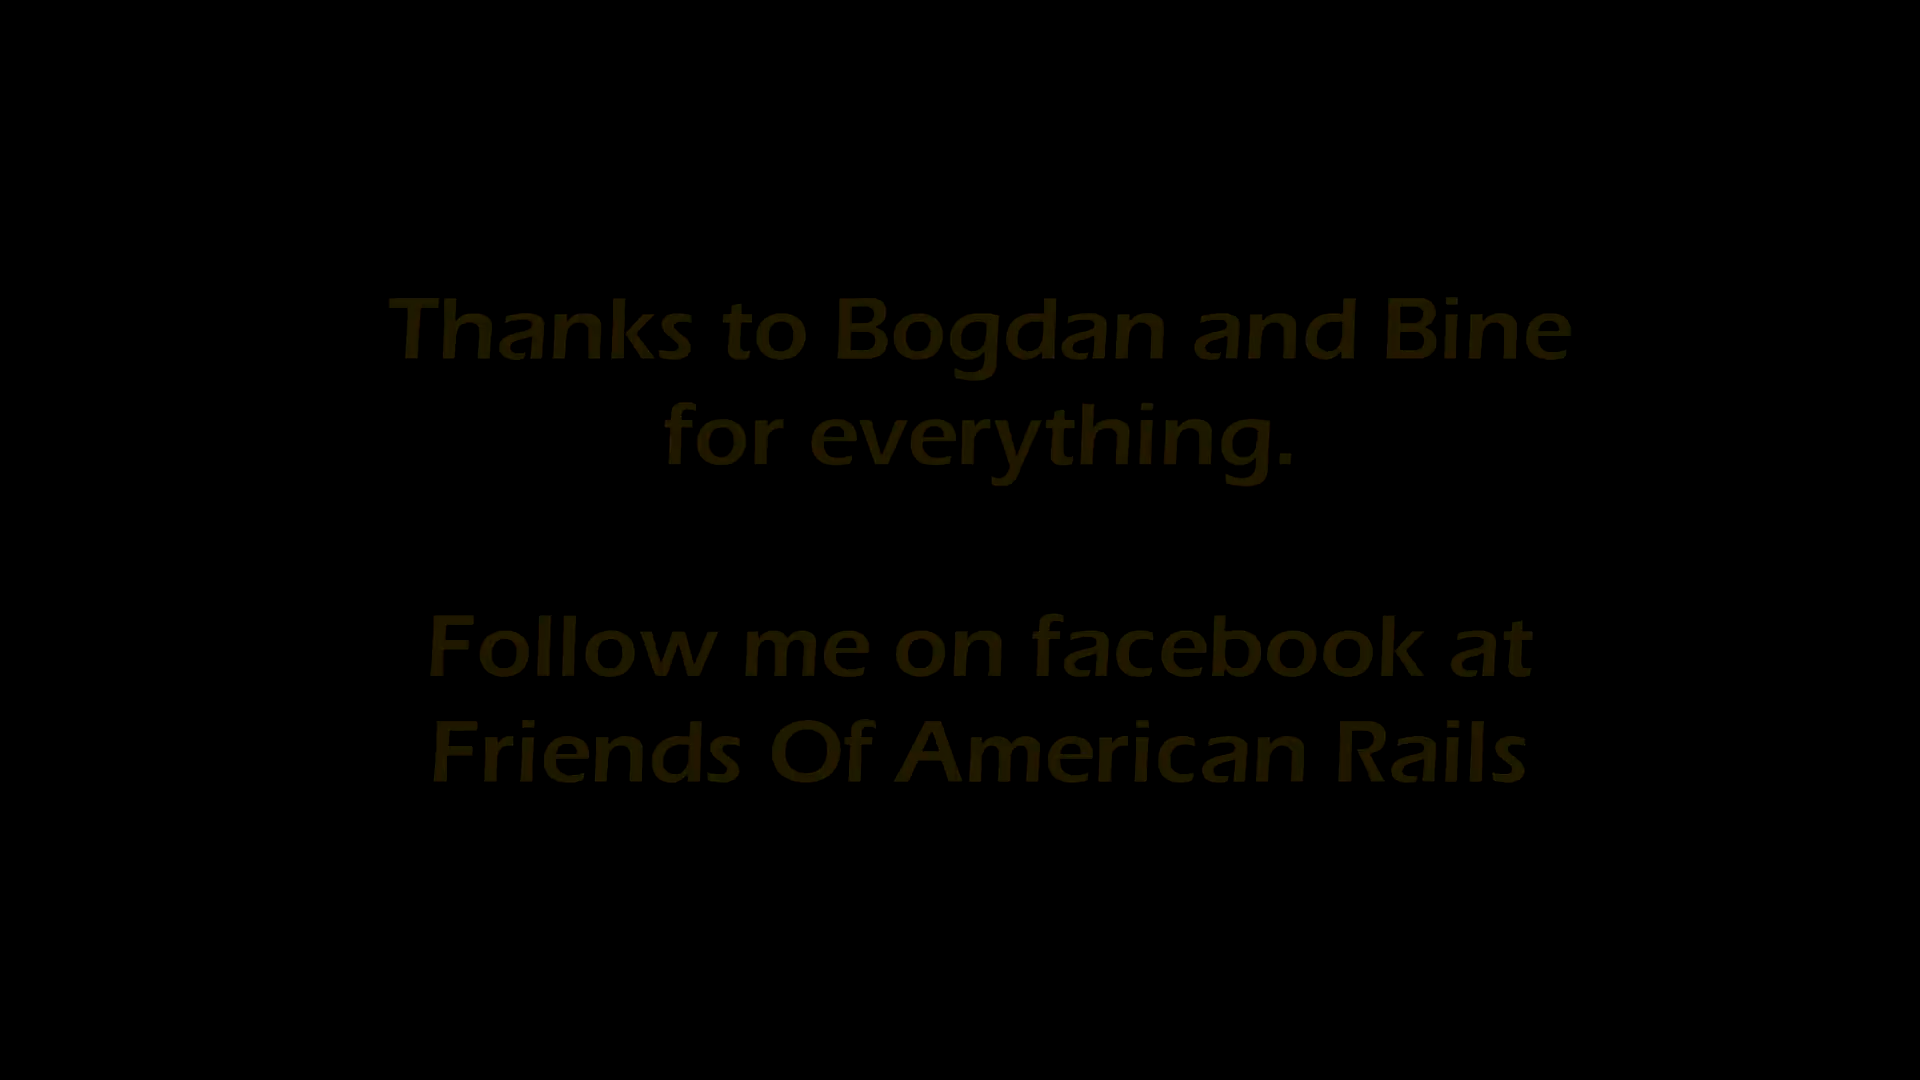 Thanks to Bogdan and Bine
for everything.
Follow me on facebook at
Friends Of American Rails